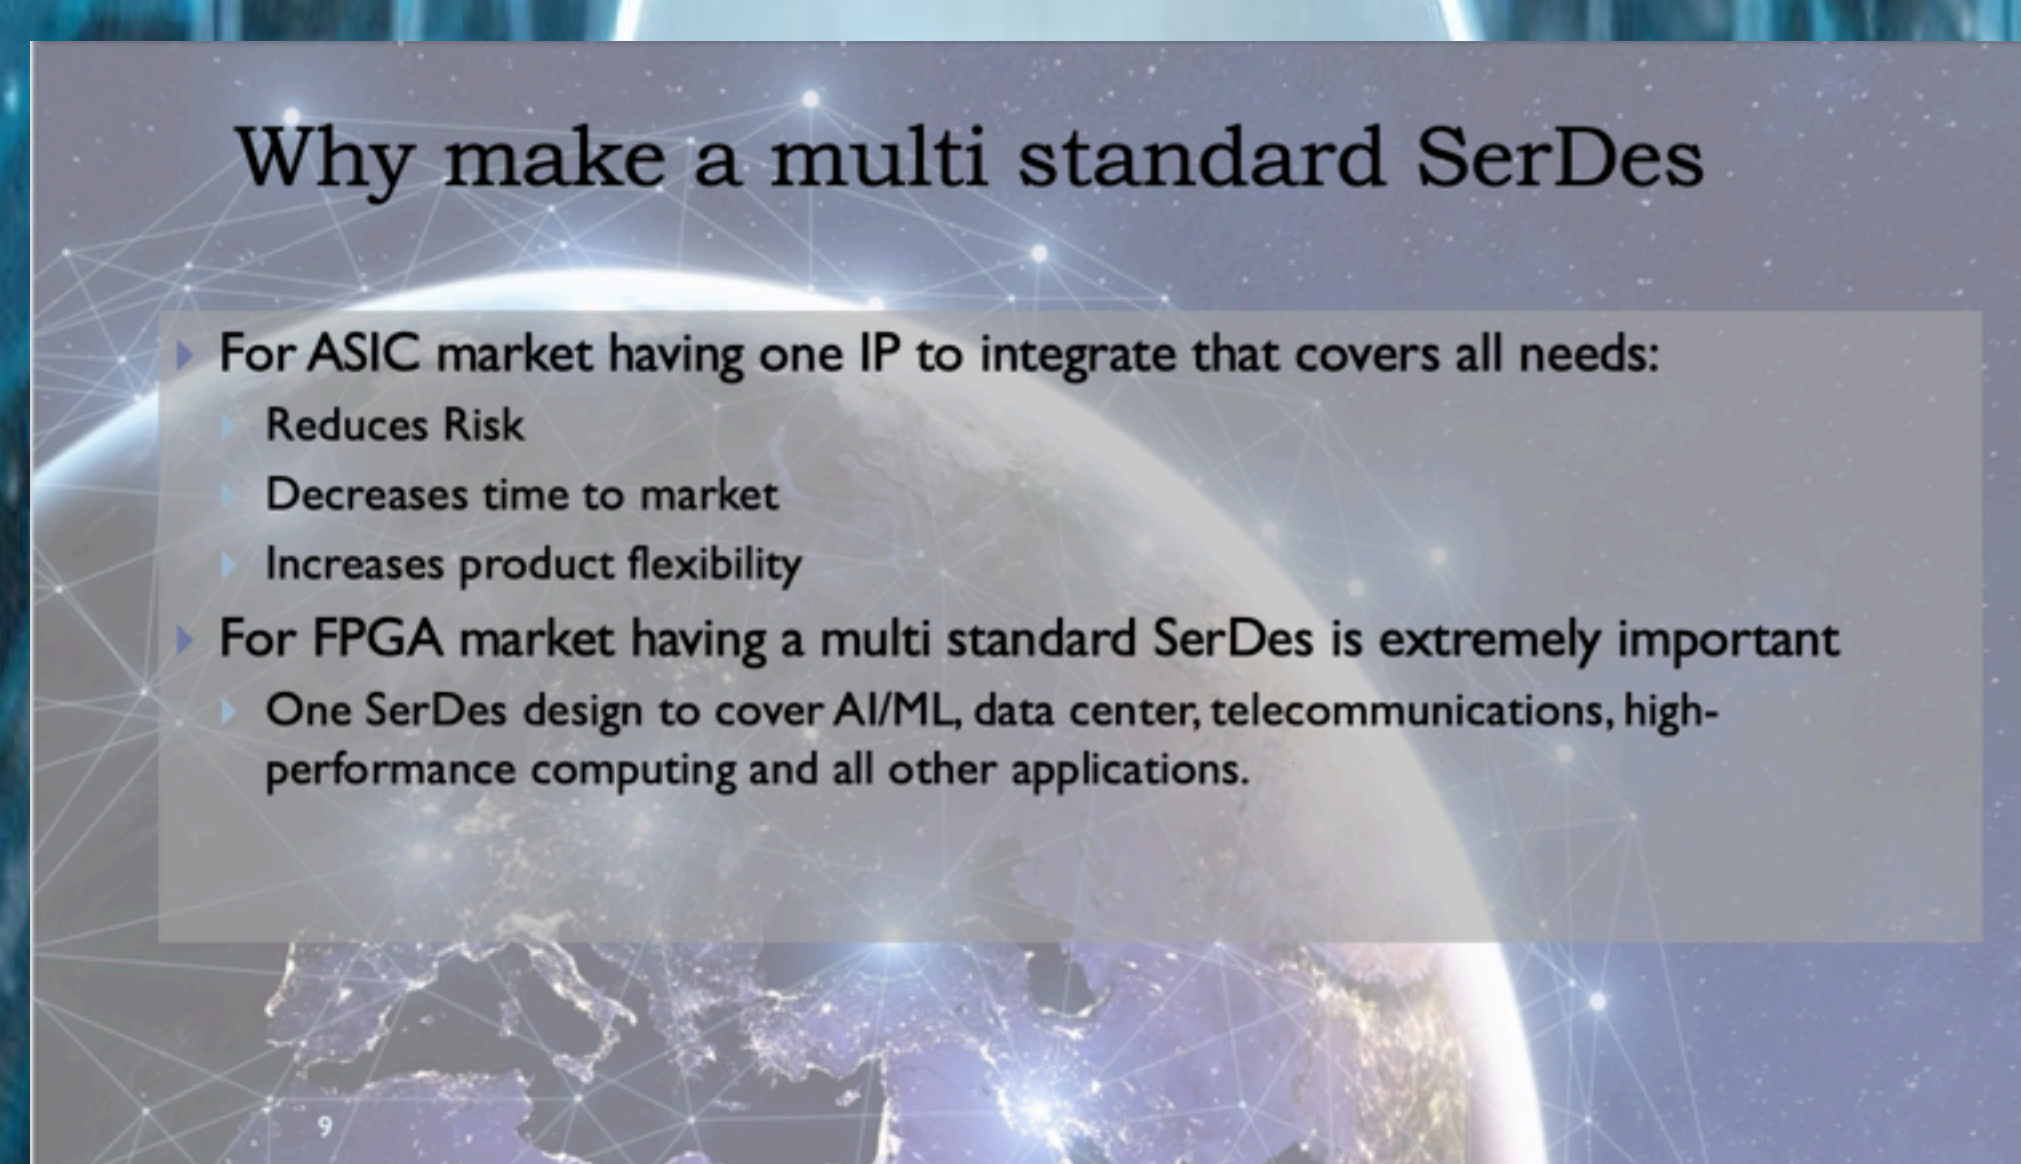 Why make a multi standard SerDes
For ASIC market having one IP to integrate that covers all needs:
Reduces Risk
Decreases time to market
Increases product flexibility
For FPGA market having a multi standard SerDes is extremely important
One SerDes design to cover AI/ML, data center, telecommunications, high-
performance computing and all other applications.
9